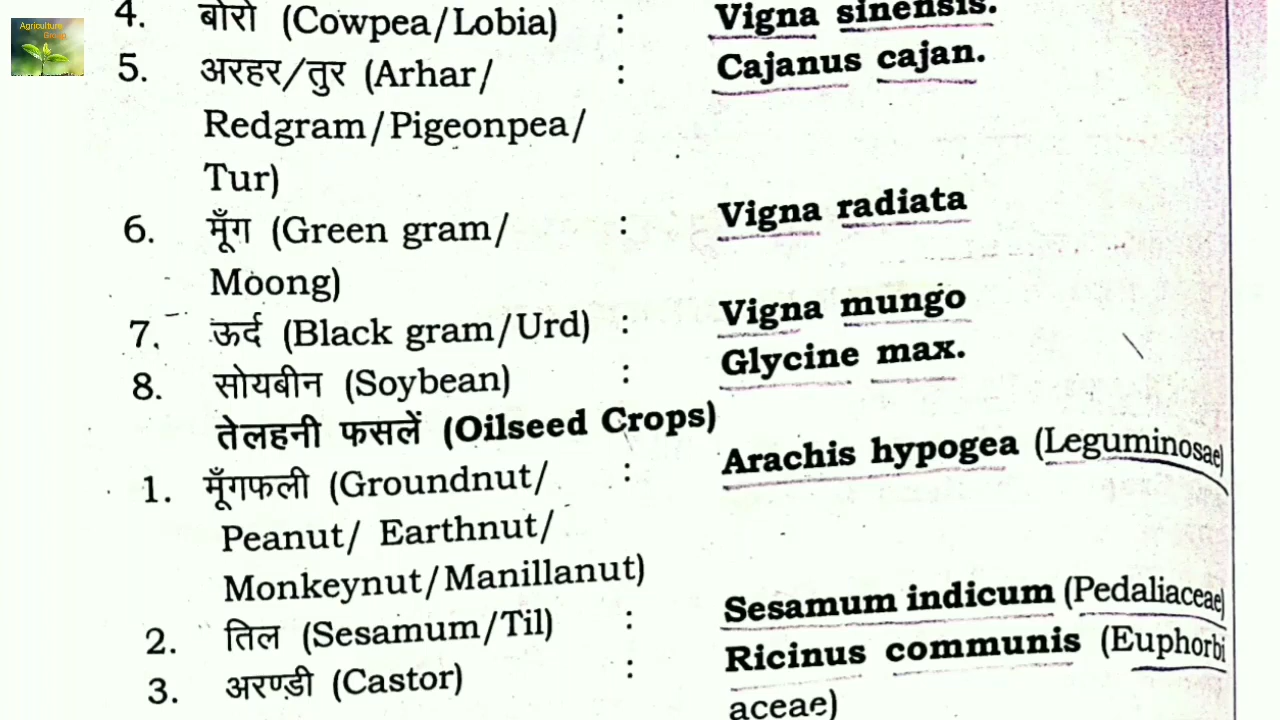 Agriculture
Brain
4. बोरो (Cowpea/Lobia) : Vigna sinensis.
5. अरहर/तुर (Arhar/ : Cajanus cajan.
Redgram/Pigeonpea/
Tur)
6. मूँग (Green gram/ : Vigna radiata
Moong)
7. ऊर्द (Black gram/Urd) : Vigna mungo
8. सोयबीन (Soybean) : Glycine max.
तेलहनी फसलें (Oilseed Crops)
1. मूँगफली (Groundnut/ : Arachis hypogea (Leguminosae)
Peanut/ Earthnut/
Monkeynut/Manillanut)
2. तिल (Sesamum/Til) : Sesamum indicum (Pedaliaceae)
3. अरण्ड़ी (Castor) : Ricinus communis (Euphorbi
aceae)